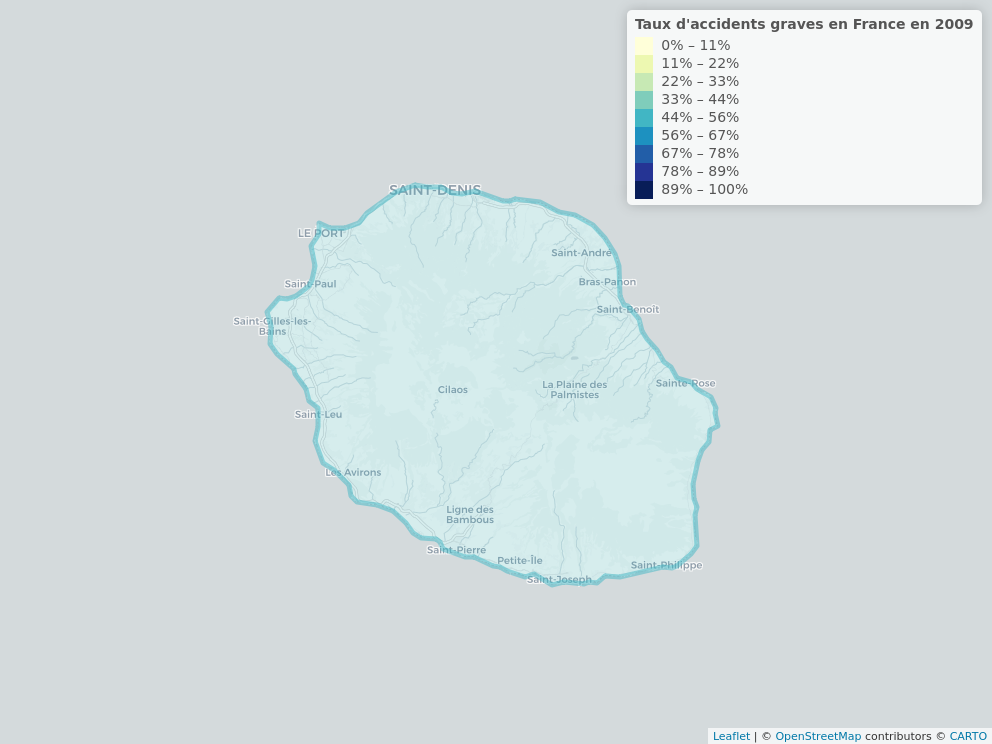 Taux d'accidents graves en France en 2009
0% – 11%
11% – 22%
22% – 33%
33% – 44%
44% – 56%
56% – 67%
67% – 78%
78% – 89%
89% – 100%
SAINT-DENIS
LE PORT
Saint-André
Saint-Paul
Bras-Panon
Saint-Benoît
Saint-Gilles-les-
Bains
Cilaos
La Plaine des
Palmistes
Sainte-Rose
Saint-Leu
Les Avirons
Ligne des
Bambous
Saint-Pierre
Petite-Île
Saint-Philippe
Saint-Joseph
Leaflet | © OpenStreetMap contributors © CARTO